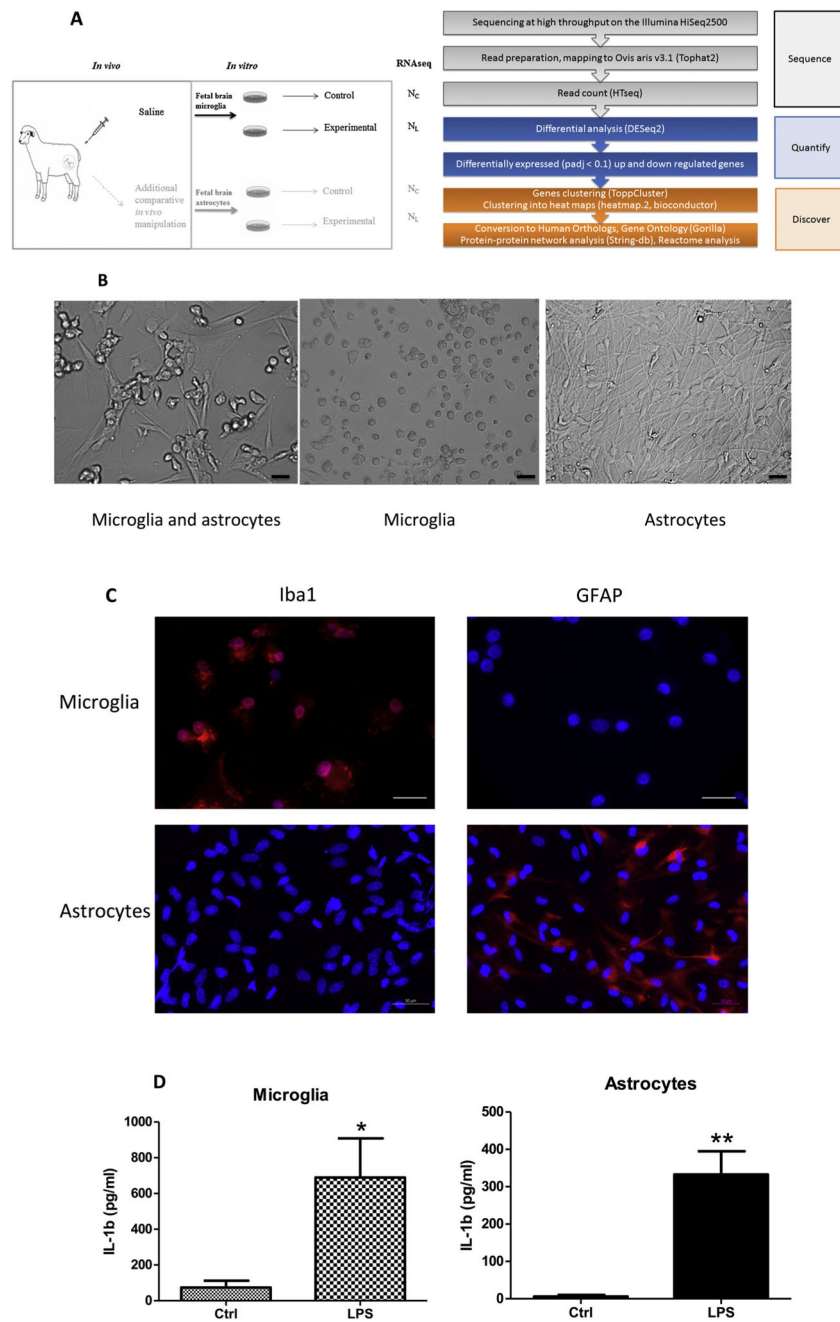 A
In vivo
In vitro
RNAseq
Saline
Fetal brain
microglia
Control
NC
Experimental
NL
Additional
comparative
in vivo
manipulation
Fetal brain
astrocytes
Control
NC
Experimental
NL
Sequencing at high throughput on the Illumina HiSeq2500
Read preparation, mapping to Ovis aris v3.1 (Tophat2)
Read count (HTseq)
Sequence
Differential analysis (DESeq2)
Differentially expressed (padj < 0.1) up and down regulated genes
Quantify
Genes clustering (ToppCluster)
Clustering into heat maps (heatmap.2, bioconductor)
Conversion to Human Orthologs, Gene Ontology (Gorilla)
Protein-protein network analysis (String-db), Reactome analysis
Discover
B
Microglia and astrocytes
Microglia
Astrocytes
C
Iba1
GFAP
Microglia
Astrocytes
50 µm
D
Microglia
IL-1b (pg/ml)
1000
800
600
400
200
0
*
Ctrl
LPS
Astrocytes
IL-1b (pg/ml)
500
400
300
200
100
0
**
Ctrl
LPS